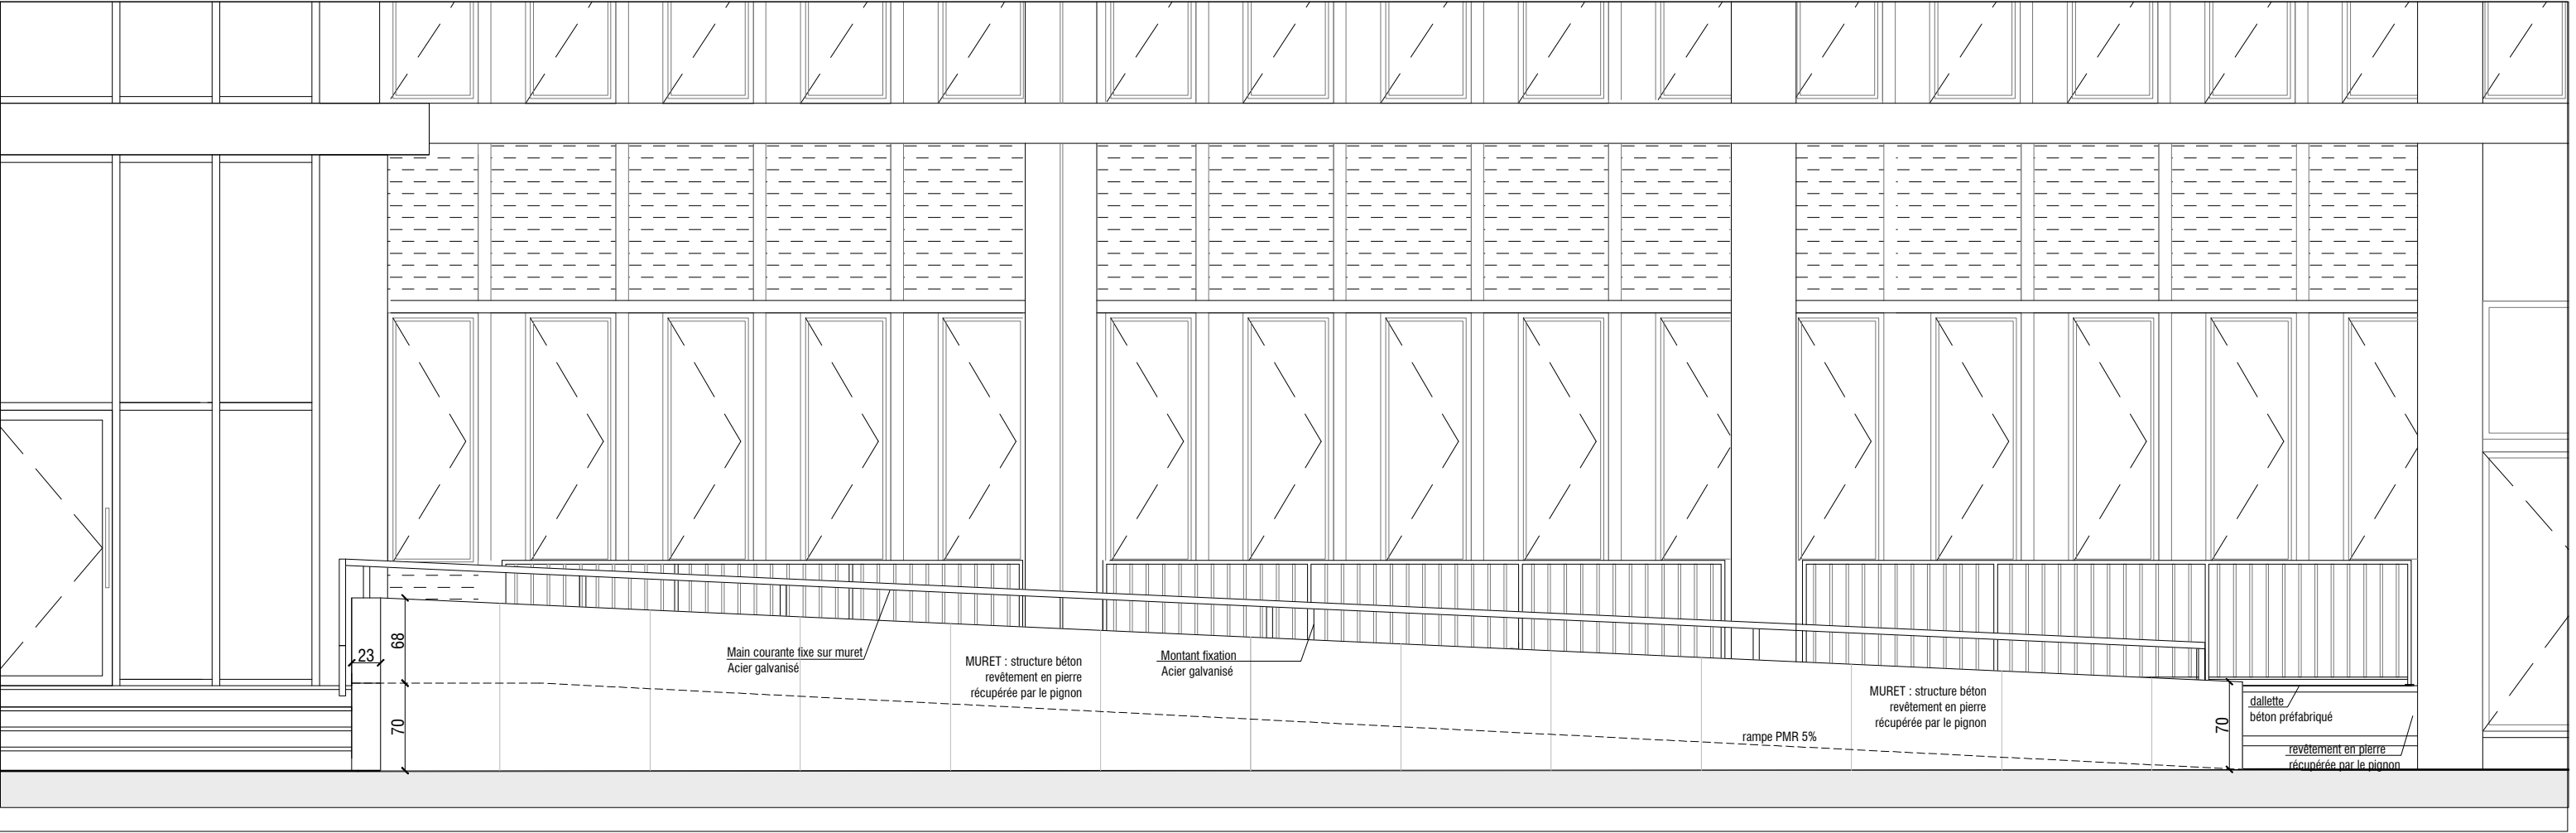 68
23
70
Main courante fixe sur muret
Acier galvanisé
MURET : structure béton
revêtement en pierre
récupérée par le pignon
Montant fixation
Acier galvanisé
MURET : structure béton
revêtement en pierre
récupérée par le pignon
rampe PMR 5%
70
dallette
béton préfabriqué
revêtement en pierre
récupérée par le pignon